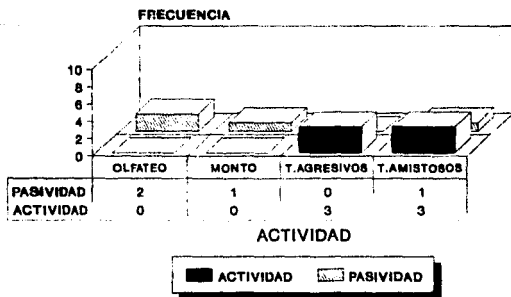 FRECUENCIA
10
8
6
4
2
0
OLFATEO MONTO T.AGRESIVOS T.AMISTOSOS
PASIVIDAD 2 1 0 1
ACTIVIDAD 0 0 3 3
ACTIVIDAD
ACTIVIDAD PASIVIDAD